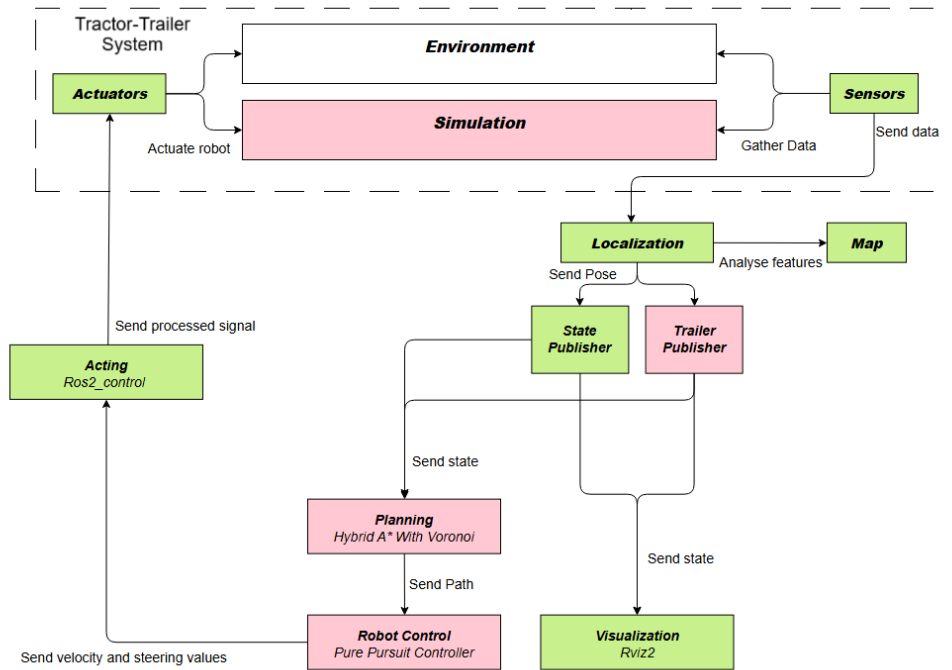 Tractor-Trailer
System
Environment
Actuators
Sensors
Simulation
Actuate robot
Gather Data
Send data
Localization
Map
Analyse features
Send Pose
State
Publisher
Trailer
Publisher
Send processed signal
Acting
Ros2_control
Send state
Planning
Hybrid A* With Voronoi
Send state
Send Path
Robot Control
Pure Pursuit Controller
Visualization
Rviz2
Send velocity and steering values